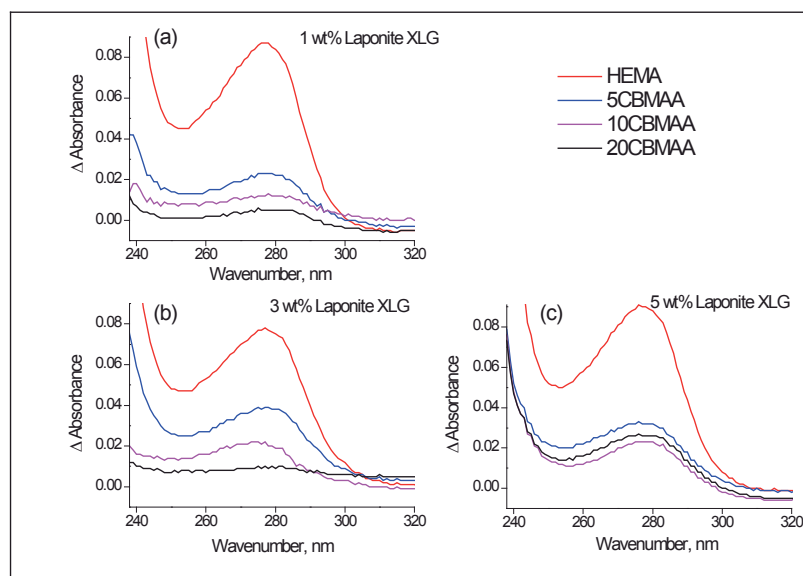 (a)
1 wt% Laponite XLG
HEMA
5CBMAA
10CBMAA
20CBMAA
Δ Absorbance
0.08
0.06
0.04
0.02
0.00
240 260 280 300 320
Wavenumber, nm
(b)
3 wt% Laponite XLG
Δ Absorbance
0.08
0.06
0.04
0.02
0.00
240 260 280 300 320
Wavenumber, nm
(c)
5 wt% Laponite XLG
Δ Absorbance
0.08
0.06
0.04
0.02
0.00
240 260 280 300 320
Wavenumber, nm